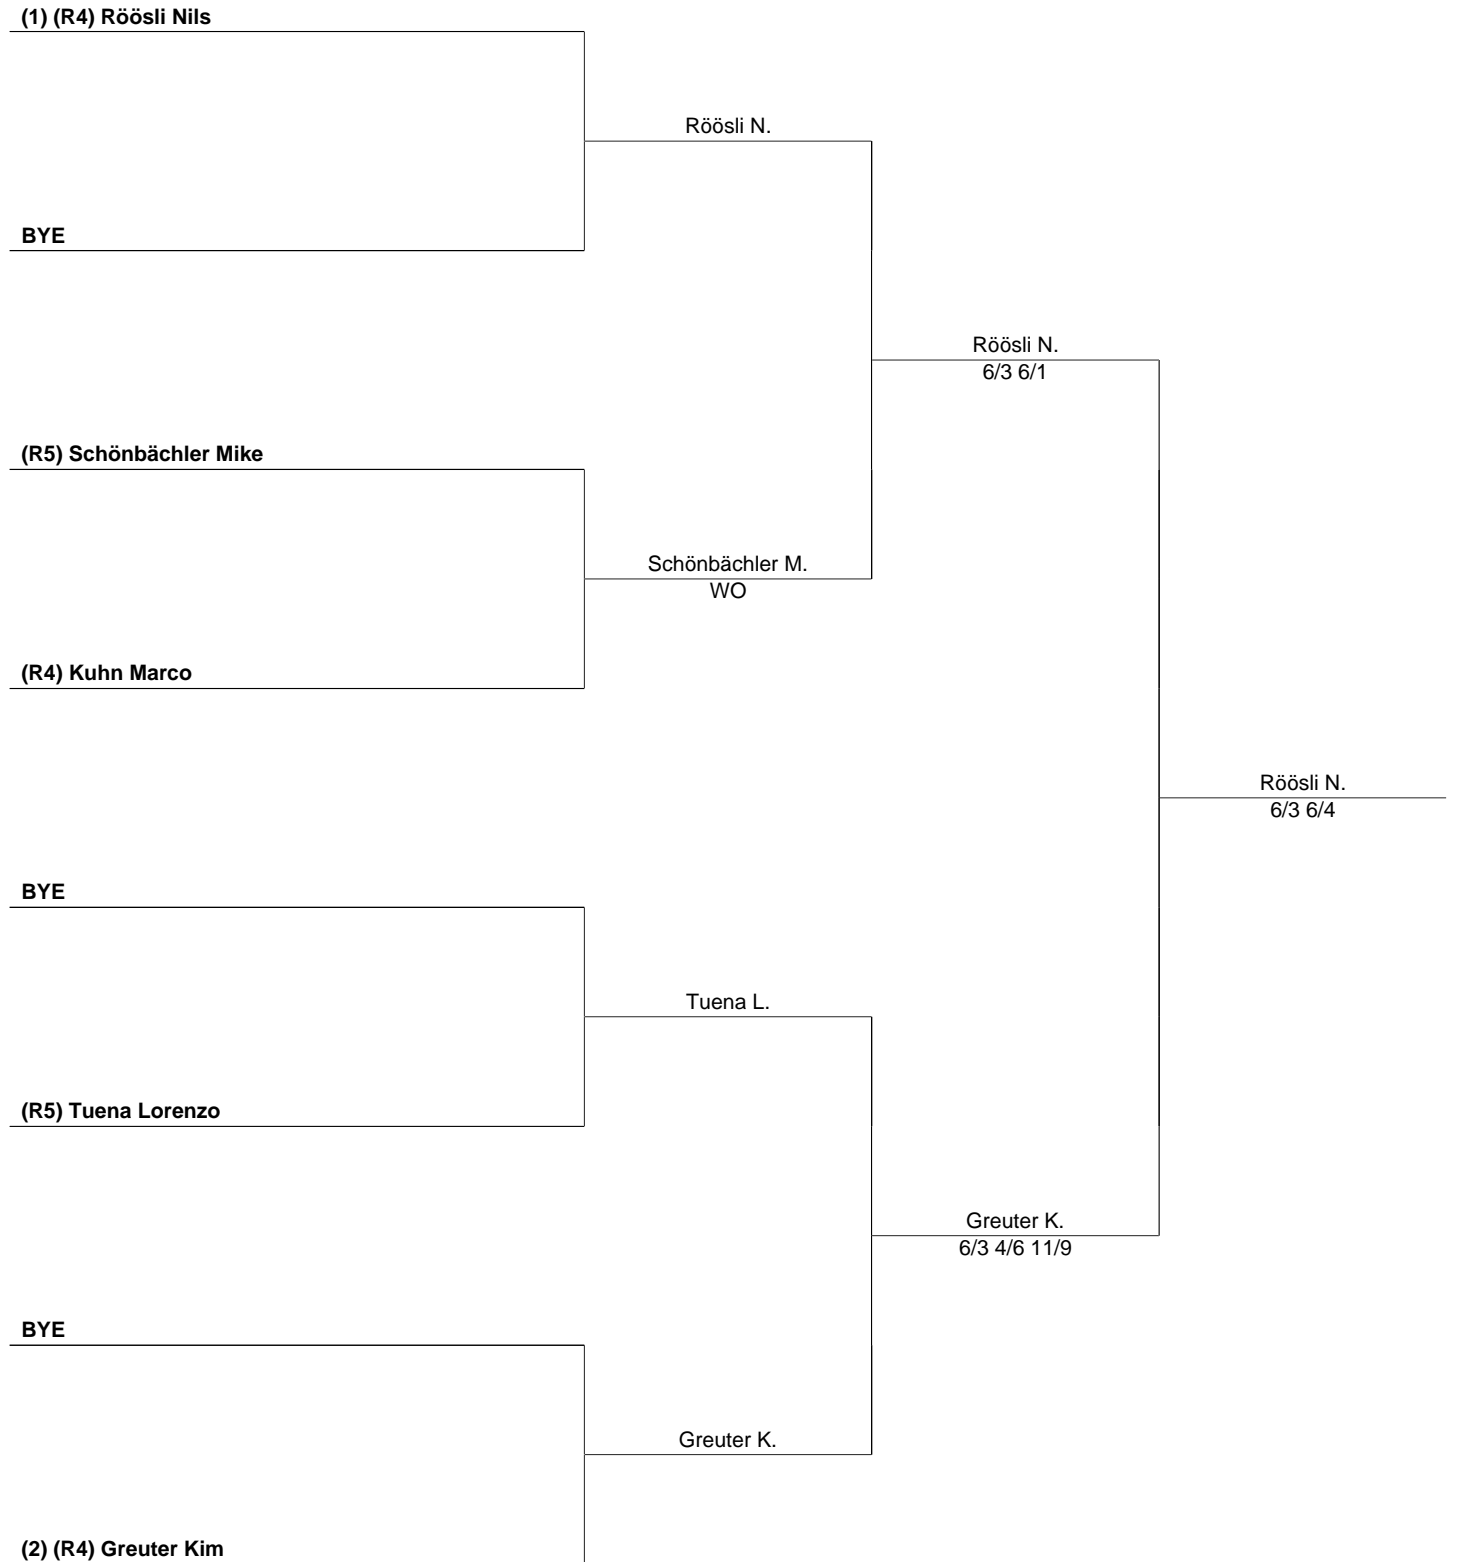 (1) (R4) Röösli Nils
Röösli N.
BYE
Röösli N.
6/3 6/1
(R5) Schönbächler Mike
Schönbächler M.
WO
(R4) Kuhn Marco
Röösli N.
6/3 6/4
BYE
Tuena L.
(R5) Tuena Lorenzo
Greuter K.
6/3 4/6 11/9
BYE
Greuter K.
(2) (R4) Greuter Kim